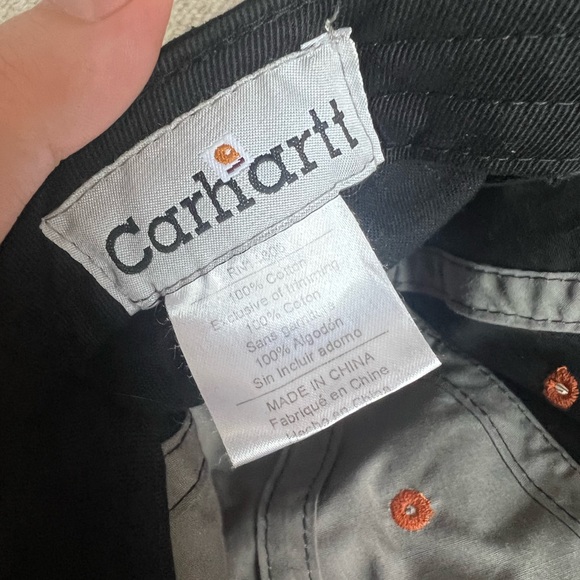 Carhartt
100% Cotton
Exclusive of trimming
100% Coton
Sans garniture
100% Algodón
Sin Incluir adorno
MADE IN CHINA
Fabriqué en Chine
Hecho en China